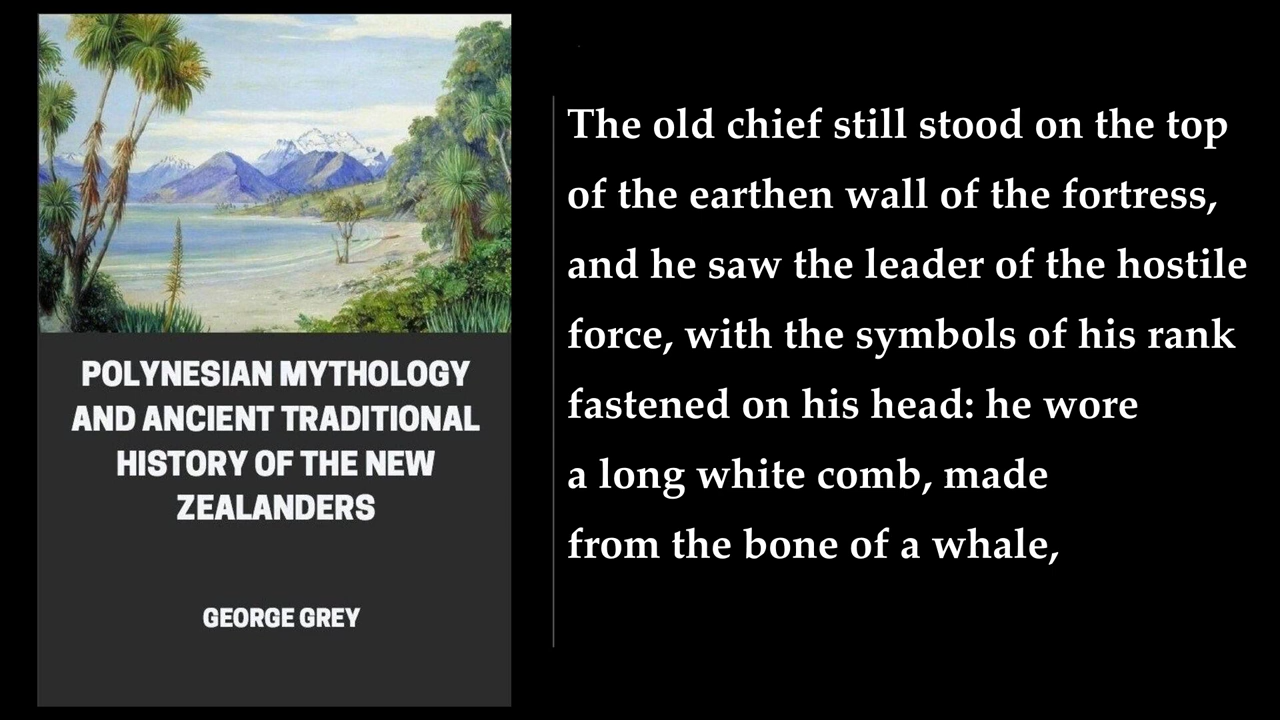 POLYNESIAN MYTHOLOGY
AND ANCIENT TRADITIONAL
HISTORY OF THE NEW
ZEALANDERS
GEORGE GREY
The old chief still stood on the top
of the earthen wall of the fortress,
and he saw the leader of the hostile
force, with the symbols of his rank
fastened on his head: he wore
a long white comb, made
from the bone of a whale,